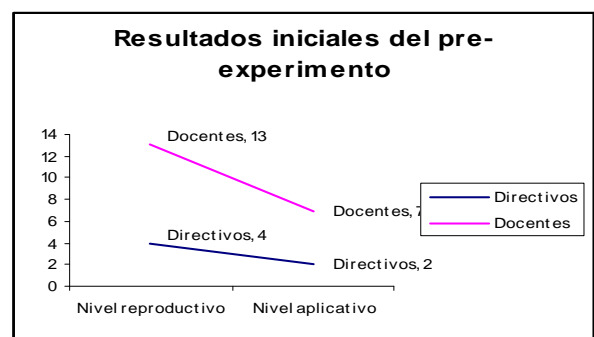 Resultados iniciales del pre-
experimento
14
12
10
8
6
4
2
0
Docentes, 13
Docentes, 7
Directivos, 4
Directivos, 2
Nivel reproductivo
Nivel aplicativo
Directivos
Docentes